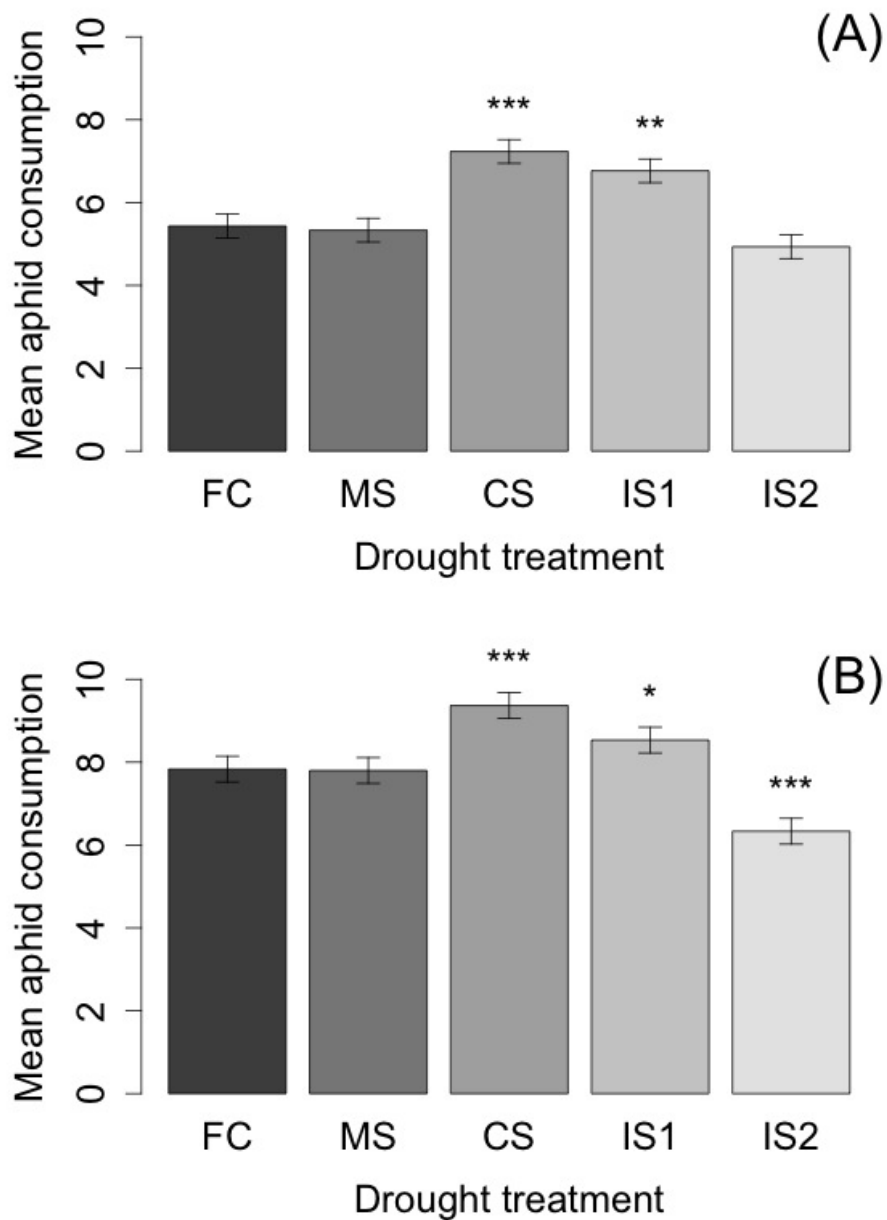 (A)
Mean aphid consumption
10
8
6
4
2
0
***
**
FC MS CS IS1 IS2
Drought treatment
(B)
Mean aphid consumption
10
8
6
4
2
0
***
*
***
FC MS CS IS1 IS2
Drought treatment